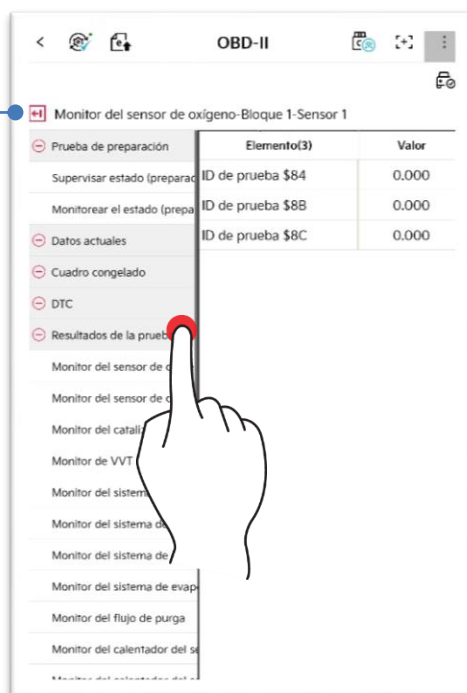 OBD-II
Monitor del sensor de oxígeno-Bloque 1-Sensor 1
Prueba de preparación
Elemento(3) Valor
Supervisar estado (preparac
ID de prueba $84 0.000
Monitorear el estado (prepa
ID de prueba $8B 0.000
Datos actuales
ID de prueba $8C 0.000
Cuadro congelado
DTC
Resultados de la prueb
Monitor del sensor de
Monitor del sensor de
Monitor del catali
Monitor de VVT
Monitor del sistem
Monitor del sistema de
Monitor del sistema de
Monitor del sistema de evap
Monitor del flujo de purga
Monitor del calentador del se